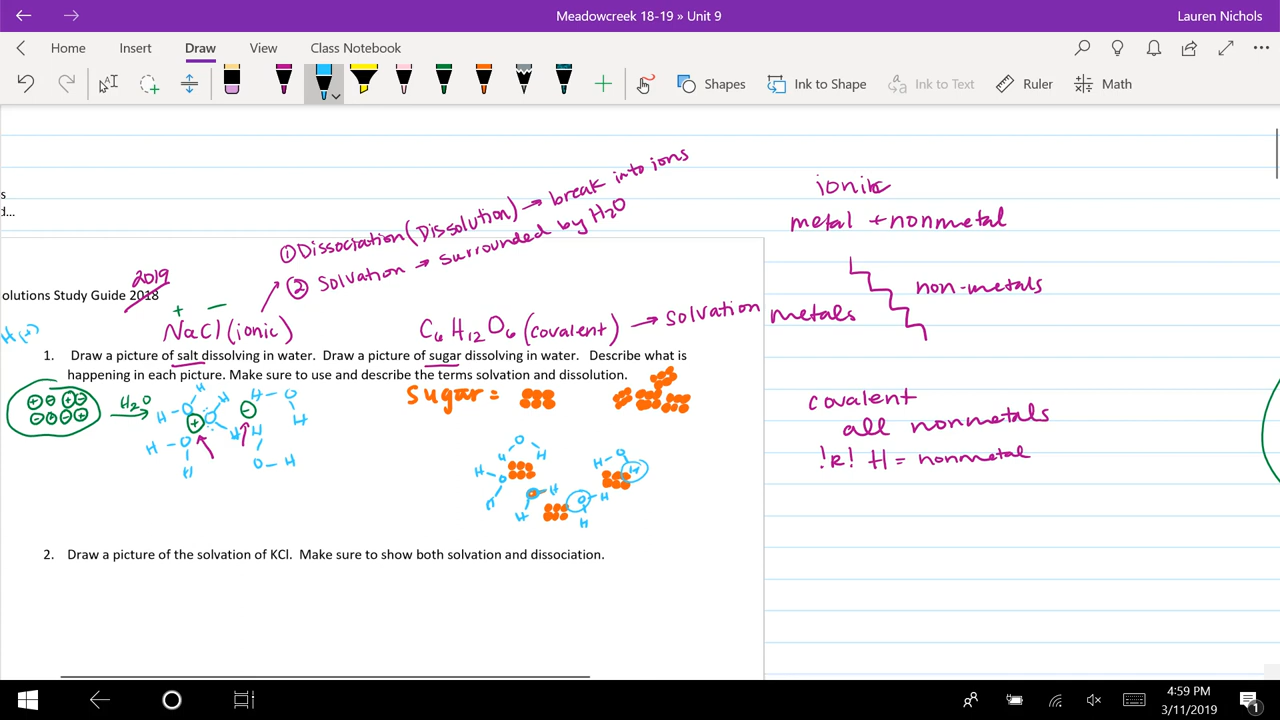 Meadowcreek 18-19 » Unit 9
Lauren Nichols
Home Insert Draw View Class Notebook
Shapes Ink to Shape Ink to Text Ruler Math
s
d...
① Dissociation (Dissolution) → break into ions
② Solvation → surrounded by H2O
ionic
metal + nonmetal
non-metals
metals
2019
olutions Study Guide 2018
+ −
NaCl (ionic)
C6 H12 O6 (covalent) → solvation
1. Draw a picture of salt dissolving in water. Draw a picture of sugar dissolving in water. Describe what is
happening in each picture. Make sure to use and describe the terms solvation and dissolution.
H2O
Sugar =
covalent
all nonmetals
!R! H = nonmetal
2. Draw a picture of the solvation of KCl. Make sure to show both solvation and dissociation.
4:59 PM
3/11/2019
1